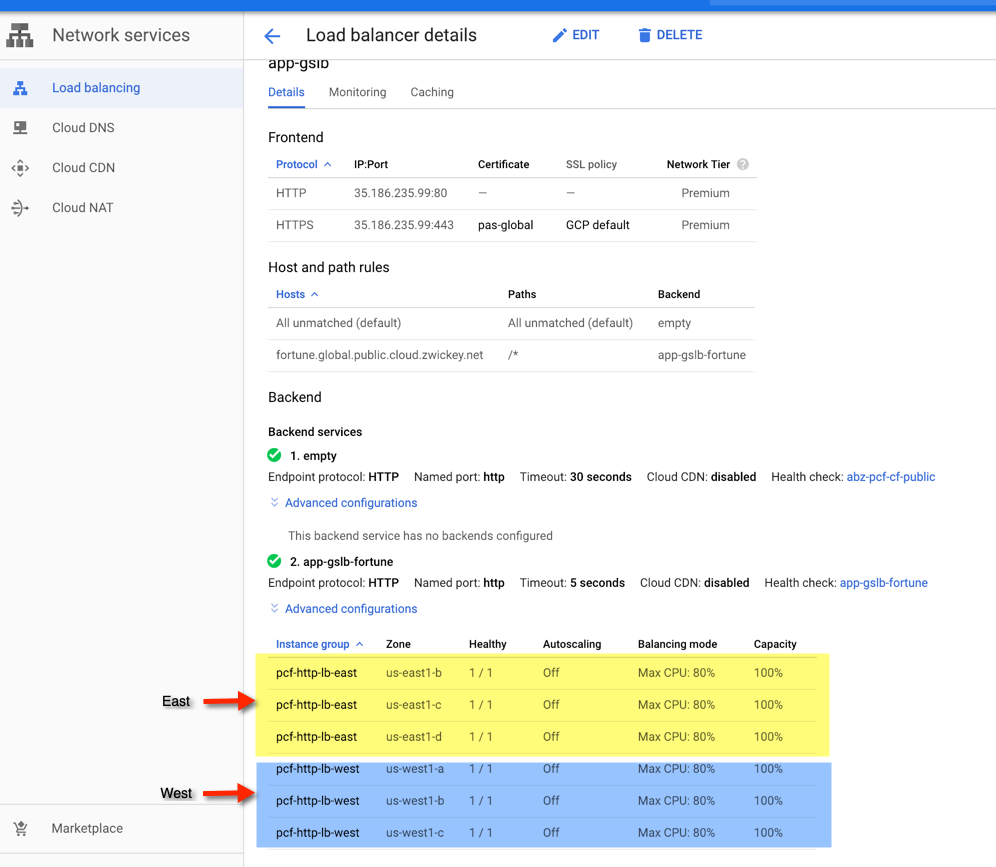 Network services
Load balancer details
EDIT
DELETE
app-gslb
Load balancing
Cloud DNS
Cloud CDN
Cloud NAT
Details Monitoring Caching
Frontend
Protocol IP:Port Certificate SSL policy Network Tier ?
HTTP 35.186.235.99:80 — — Premium
HTTPS 35.186.235.99:443 pas-global GCP default Premium
Host and path rules
Hosts Paths Backend
All unmatched (default) All unmatched (default) empty
fortune.global.public.cloud.zwickey.net /* app-gslb-fortune
Backend
Backend services
1. empty
Endpoint protocol: HTTP Named port: http Timeout: 30 seconds Cloud CDN: disabled Health check: abz-pcf-cf-public
Advanced configurations
This backend service has no backends configured
2. app-gslb-fortune
Endpoint protocol: HTTP Named port: http Timeout: 5 seconds Cloud CDN: disabled Health check: app-gslb-fortune
Advanced configurations
Instance group Zone Healthy Autoscaling Balancing mode Capacity
pcf-http-lb-east us-east1-b 1 / 1 Off Max CPU: 80% 100%
East
pcf-http-lb-east us-east1-c 1 / 1 Off Max CPU: 80% 100%
pcf-http-lb-east us-east1-d 1 / 1 Off Max CPU: 80% 100%
pcf-http-lb-west us-west1-a 1 / 1 Off Max CPU: 80% 100%
West
pcf-http-lb-west us-west1-b 1 / 1 Off Max CPU: 80% 100%
pcf-http-lb-west us-west1-c 1 / 1 Off Max CPU: 80% 100%
Marketplace